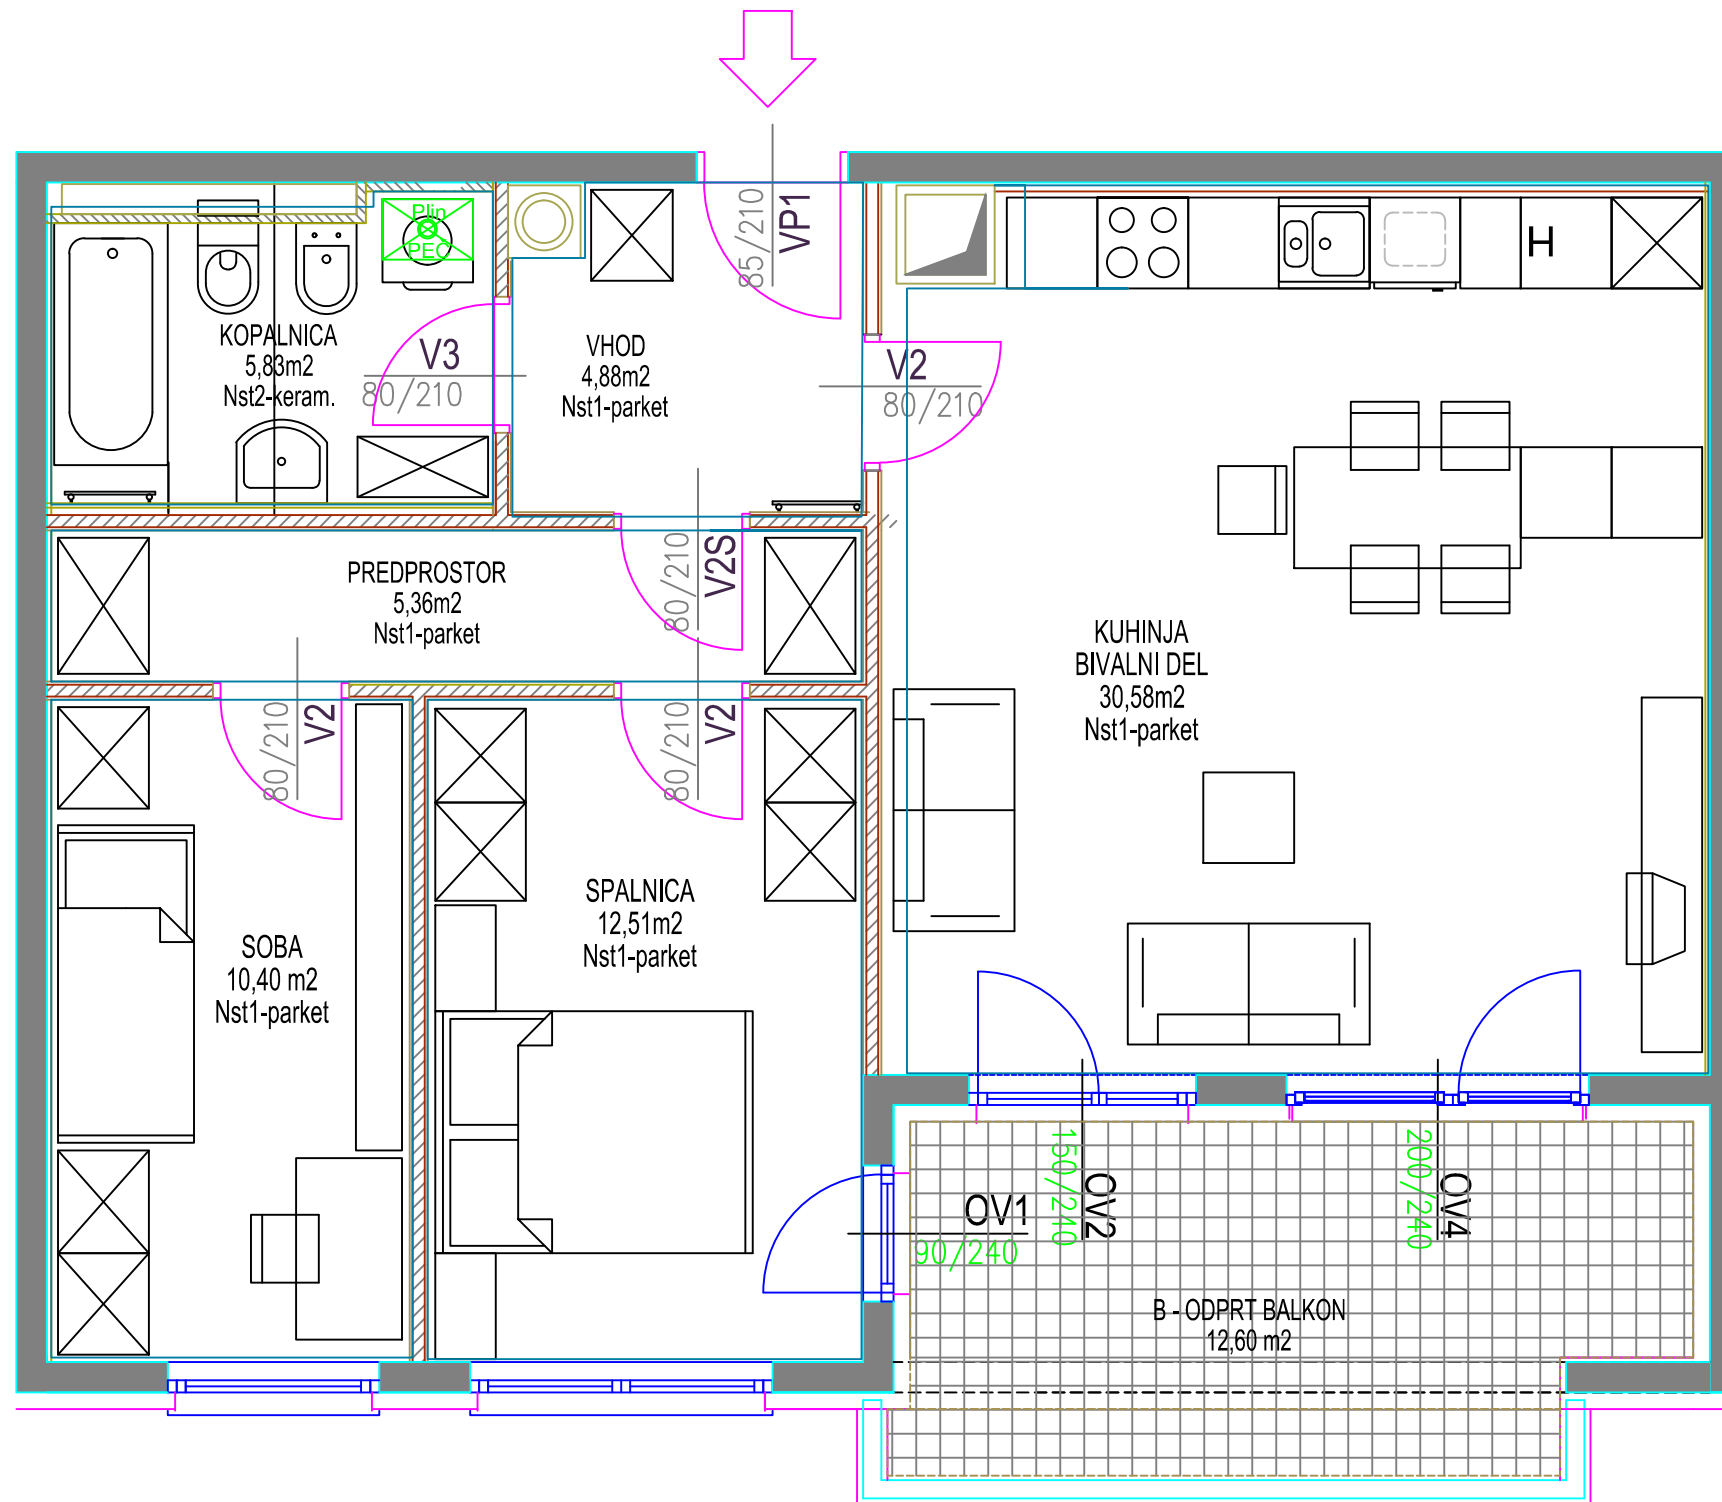 85/210
VP1
Plin
PEČ
KOPALNICA
5,83m2
Nst2-keram.
V3
80/210
VHOD
4,88m2
Nst1-parket
V2
80/210
H
PREDPROSTOR
5,36m2
Nst1-parket
80/210
V2S
KUHINJA
BIVALNI DEL
30,58m2
Nst1-parket
80/210
V2
80/210
V2
SOBA
10,40 m2
Nst1-parket
SPALNICA
12,51m2
Nst1-parket
OV1
90/240
150/240
OV2
200/240
OV4
B - ODPRT BALKON
12,60 m2